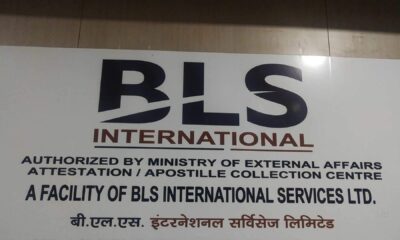 BLS
INTERNATIONAL
AUTHORIZED BY MINISTRY OF EXTERNAL AFFAIRS
ATTESTATION / APOSTILLE COLLECTION CENTRE
A FACILITY OF BLS INTERNATIONAL SERVICES LTD.
बी.एल.एस. इंटरनेशनल सर्विसेज लिमिटेड